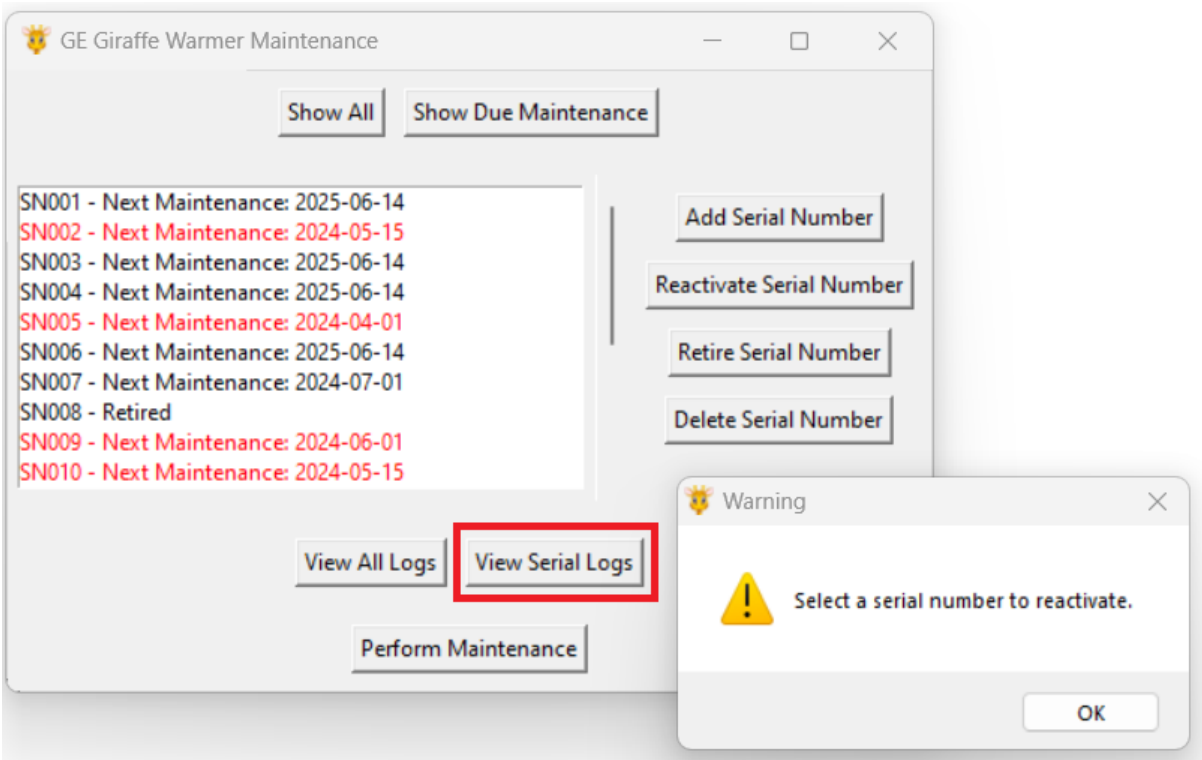 GE Giraffe Warmer Maintenance
Show All
Show Due Maintenance
SN001 - Next Maintenance: 2025-06-14
SN002 - Next Maintenance: 2024-05-15
SN003 - Next Maintenance: 2025-06-14
SN004 - Next Maintenance: 2025-06-14
SN005 - Next Maintenance: 2024-04-01
SN006 - Next Maintenance: 2025-06-14
SN007 - Next Maintenance: 2024-07-01
SN008 - Retired
SN009 - Next Maintenance: 2024-06-01
SN010 - Next Maintenance: 2024-05-15
Add Serial Number
Reactivate Serial Number
Retire Serial Number
Delete Serial Number
View All Logs
View Serial Logs
Perform Maintenance
Warning
Select a serial number to reactivate.
OK